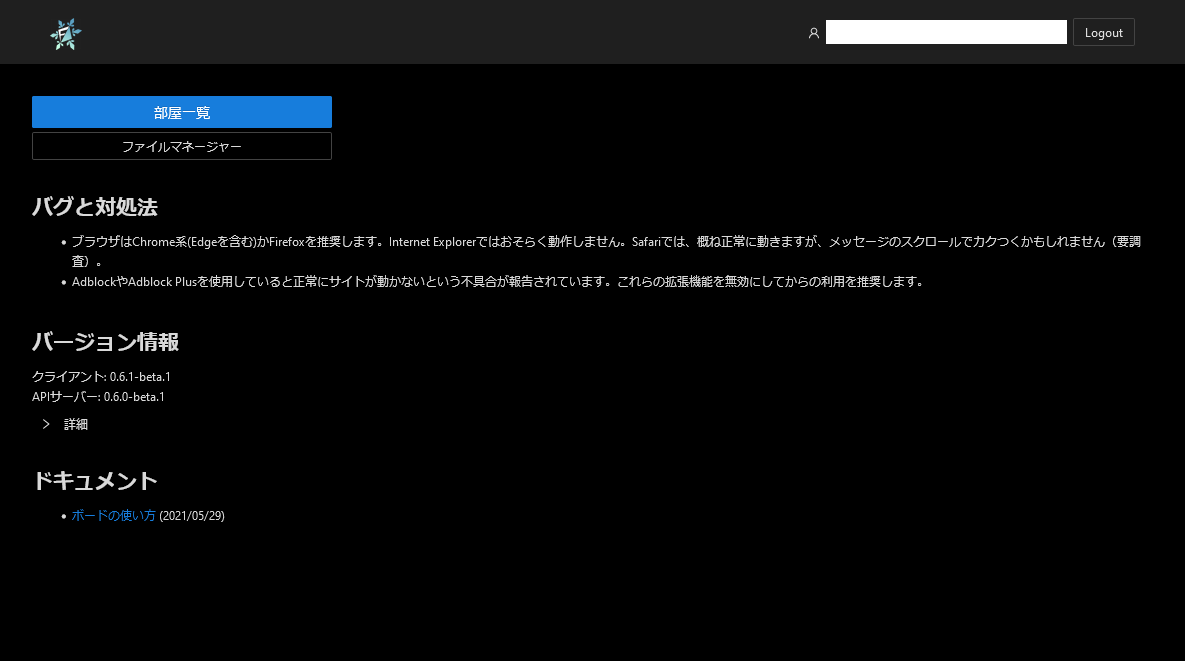 F
Logout
部屋一覧
ファイルマネージャー
バグと対処法
• ブラウザはChrome系(Edgeを含む)かFirefoxを推奨します。Internet Explorerではおそらく動作しません。Safariでは、概ね正常に動きますが、メッセージのスクロールでカクつくかもしれません（要調
査）。
• AdblockやAdblock Plusを使用していると正常にサイトが動かないという不具合が報告されています。これらの拡張機能を無効にしてからの利用を推奨します。
バージョン情報
クライアント: 0.6.1-beta.1
APIサーバー: 0.6.0-beta.1
詳細
ドキュメント
• ボードの使い方 (2021/05/29)